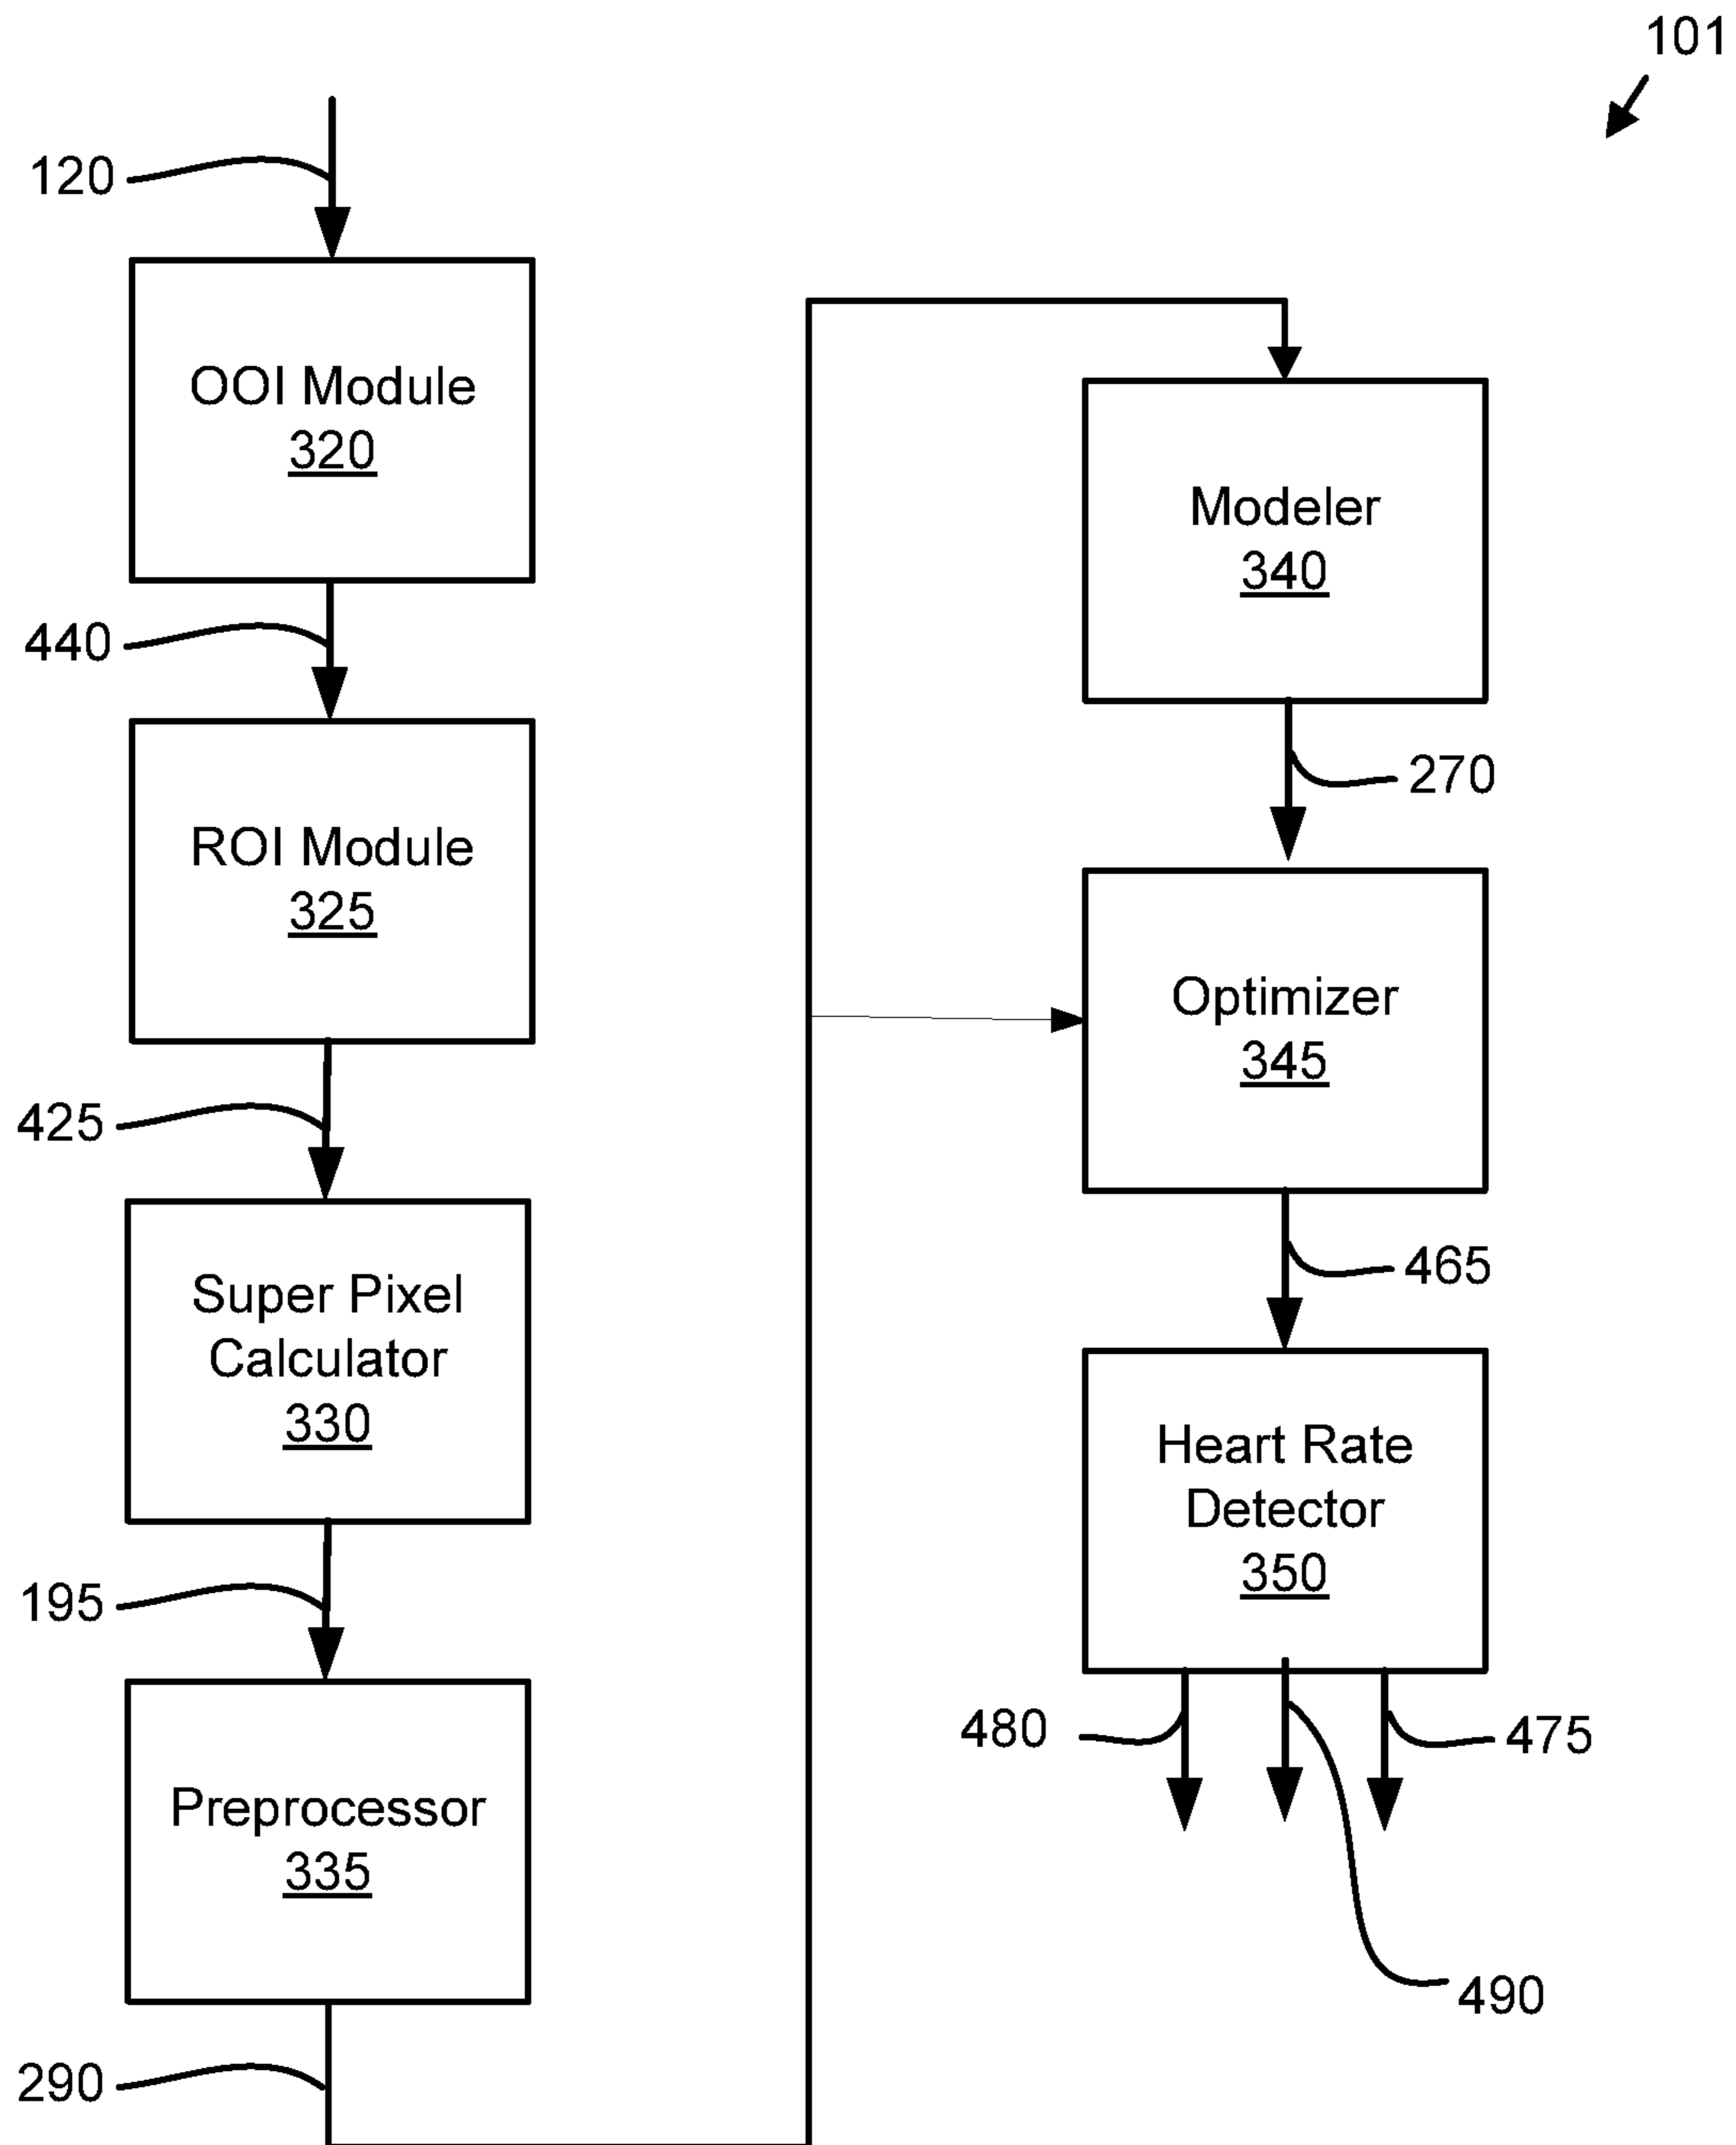 101
120
OOI Module
320
440
ROI Module
325
425
Super Pixel
Calculator
330
195
Preprocessor
335
290
Modeler
340
270
Optimizer
345
465
Heart Rate
Detector
350
480
475
490